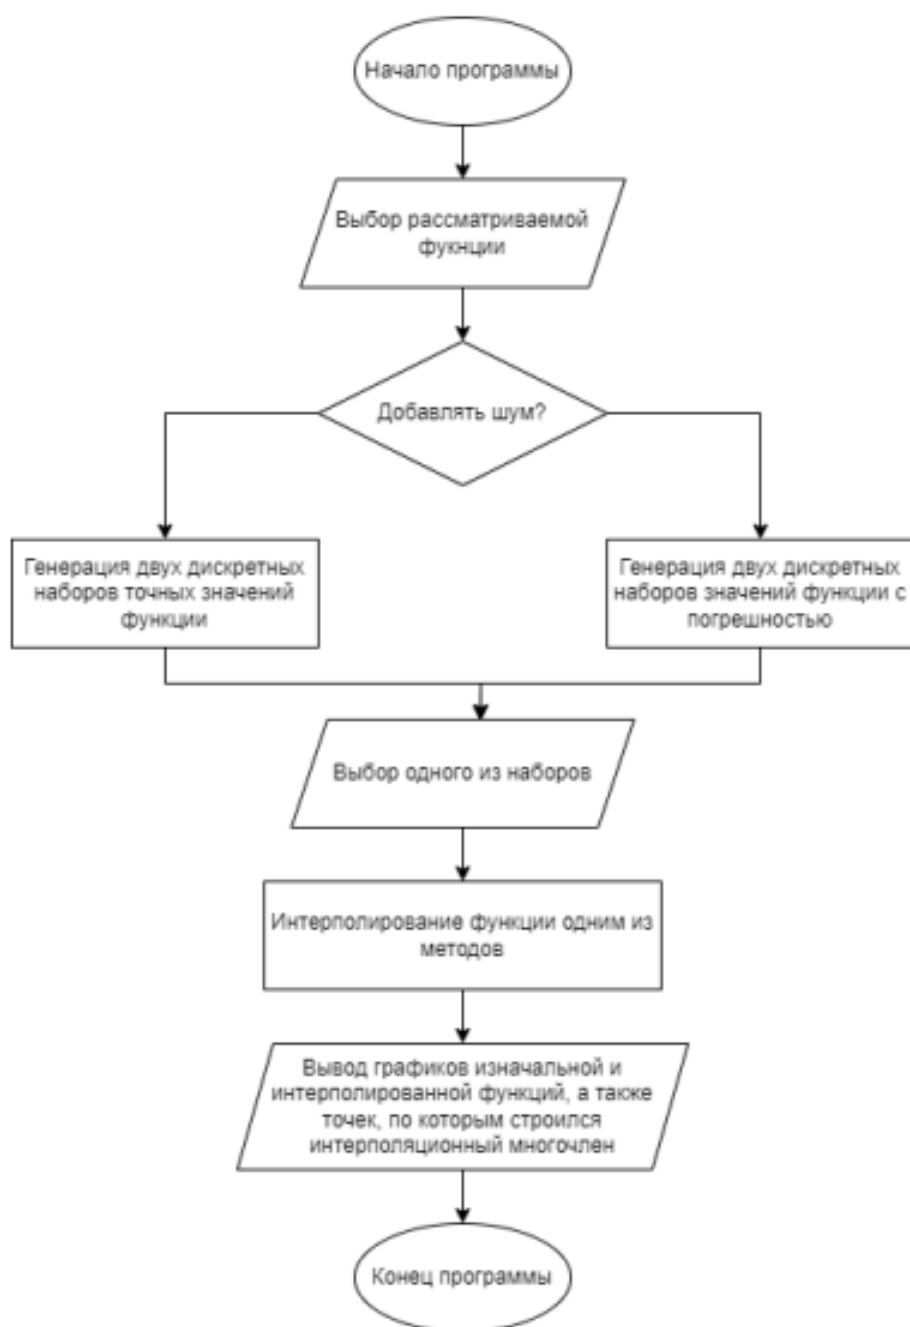 Начало программы
Выбор рассматриваемой
фукнции
Добавлять шум?
Генерация двух дискретных
наборов точных значений
функции
Генерация двух дискретных
наборов значений функции с
погрешностью
Выбор одного из наборов
Интерполирование функции одним из
методов
Вывод графиков изначальной и
интерполированной функций, а также
точек, по которым строился
интерполяционный многочлен
Конец программы